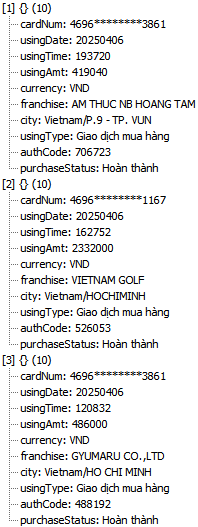 [1] {} (10)
cardNum: 4696********3861
usingDate: 20250406
usingTime: 193720
usingAmt: 419040
currency: VND
franchise: AM THUC NB HOANG TAM
city: Vietnam/P.9 - TP. VUN
usingType: Giao dịch mua hàng
authCode: 706723
purchaseStatus: Hoàn thành
[2] {} (10)
cardNum: 4696********1167
usingDate: 20250406
usingTime: 162752
usingAmt: 2332000
currency: VND
franchise: VIETNAM GOLF
city: Vietnam/HOCHIMINH
usingType: Giao dịch mua hàng
authCode: 526053
purchaseStatus: Hoàn thành
[3] {} (10)
cardNum: 4696********3861
usingDate: 20250406
usingTime: 120832
usingAmt: 486000
currency: VND
franchise: GYUMARU CO.,LTD
city: Vietnam/HO CHI MINH
usingType: Giao dịch mua hàng
authCode: 488192
purchaseStatus: Hoàn thành